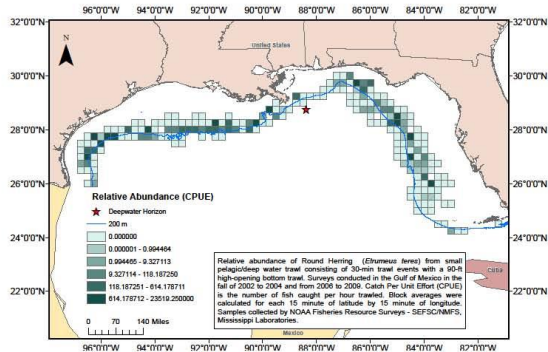 96°0'0"W 94°0'0"W 92°0'0"W 90°0'0"W 88°0'0"W 86°0'0"W 84°0'0"W 82°0'0"W
32°0'0"N 32°0'0"N
N
United States
30°0'0"N 30°0'0"N
28°0'0"N 28°0'0"N
26°0'0"N 26°0'0"N
24°0'0"N 24°0'0"N
22°0'0"N 22°0'0"N
Relative Abundance (CPUE)
Deepwater Horizon
200 m
0.000000
0.000001 - 0.994464
0.994465 - 9.327113
9.327114 - 118.187250
118.187251 - 614.178711
614.178712 - 23519.250000
0 70 140 Miles
Relative abundance of Round Herring (Etrumeus teres) from small
pelagic/deep water trawl consisting of 30-min trawl events with a 90-ft
high-opening bottom trawl. Surveys conducted in the Gulf of Mexico in the
fall of 2002 to 2004 and from 2006 to 2009. Catch Per Unit Effort (CPUE)
is the number of fish caught per hour trawled. Block averages were
calculated for each 15 minute of latitude by 15 minute of longitude.
Samples collected by NOAA Fisheries Resource Surveys - SEFSC/NMFS,
Mississippi Laboratories.
Cuba
Mexico
96°0'0"W 94°0'0"W 92°0'0"W 90°0'0"W 88°0'0"W 86°0'0"W 84°0'0"W